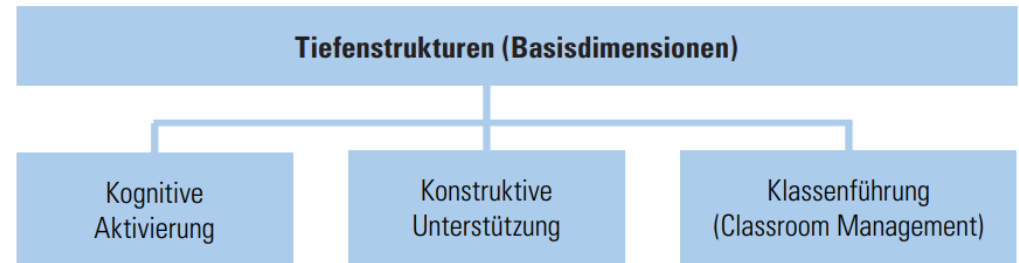 Tiefenstrukturen (Basisdimensionen)
Kognitive
Aktivierung
Konstruktive
Unterstützung
Klassenführung
(Classroom Management)